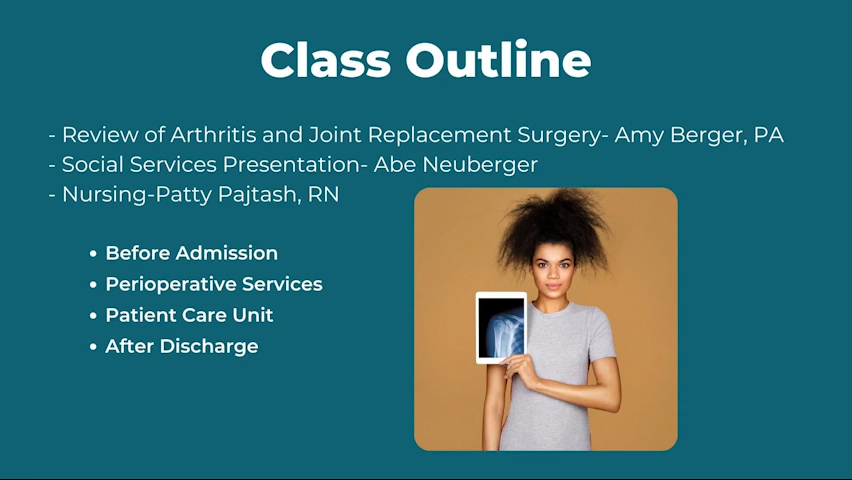 Class Outline
- Review of Arthritis and Joint Replacement Surgery- Amy Berger, PA
- Social Services Presentation- Abe Neuberger
- Nursing-Patty Pajtash, RN
• Before Admission
• Perioperative Services
• Patient Care Unit
• After Discharge